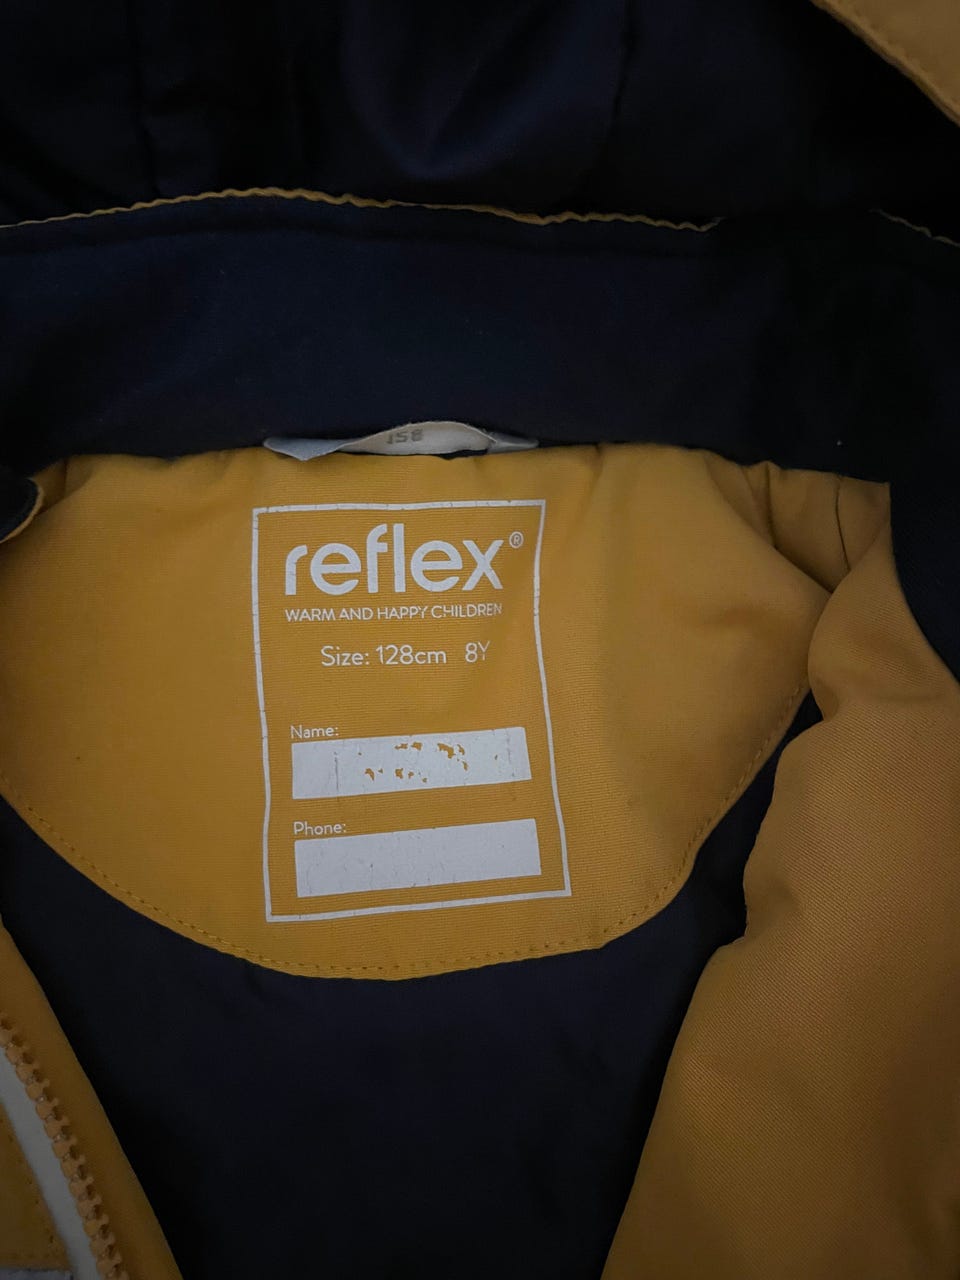 reflex®
WARM AND HAPPY CHILDREN
Size: 128cm 8Y
Name:
Phone: